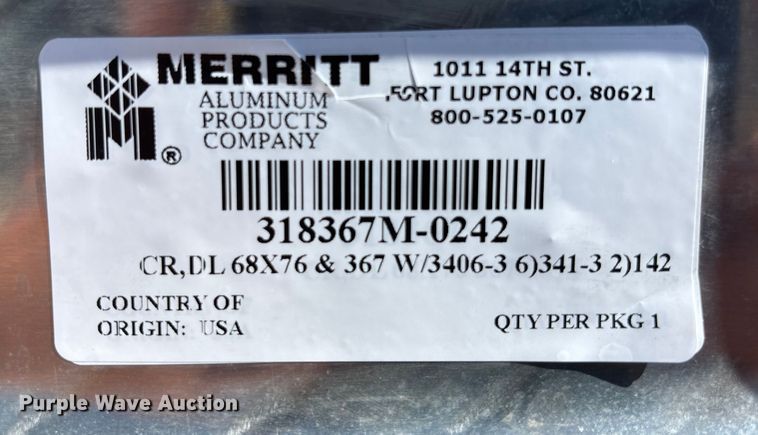 MERRITT
ALUMINUM
PRODUCTS
COMPANY
®
1011 14TH ST.
FORT LUPTON CO. 80621
800-525-0107
318367M-0242
CR,DL 68X76 & 367 W/3406-3 6)341-3 2)142
COUNTRY OF
ORIGIN: USA
QTY PER PKG 1
Purple Wave Auction